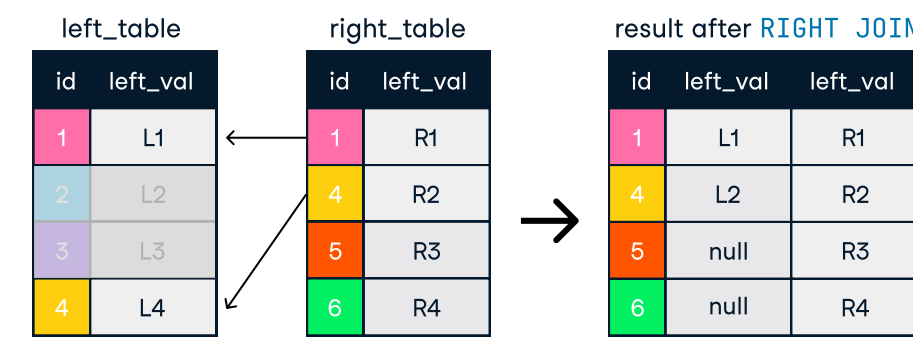 left_table right_table result after RIGHT JOIN
id left_val id left_val id left_val left_val
1 L1 1 R1 1 L1 R1
2 L2 4 R2 4 L2 R2
3 L3 5 R3 5 null R3
4 L4 6 R4 6 null R4